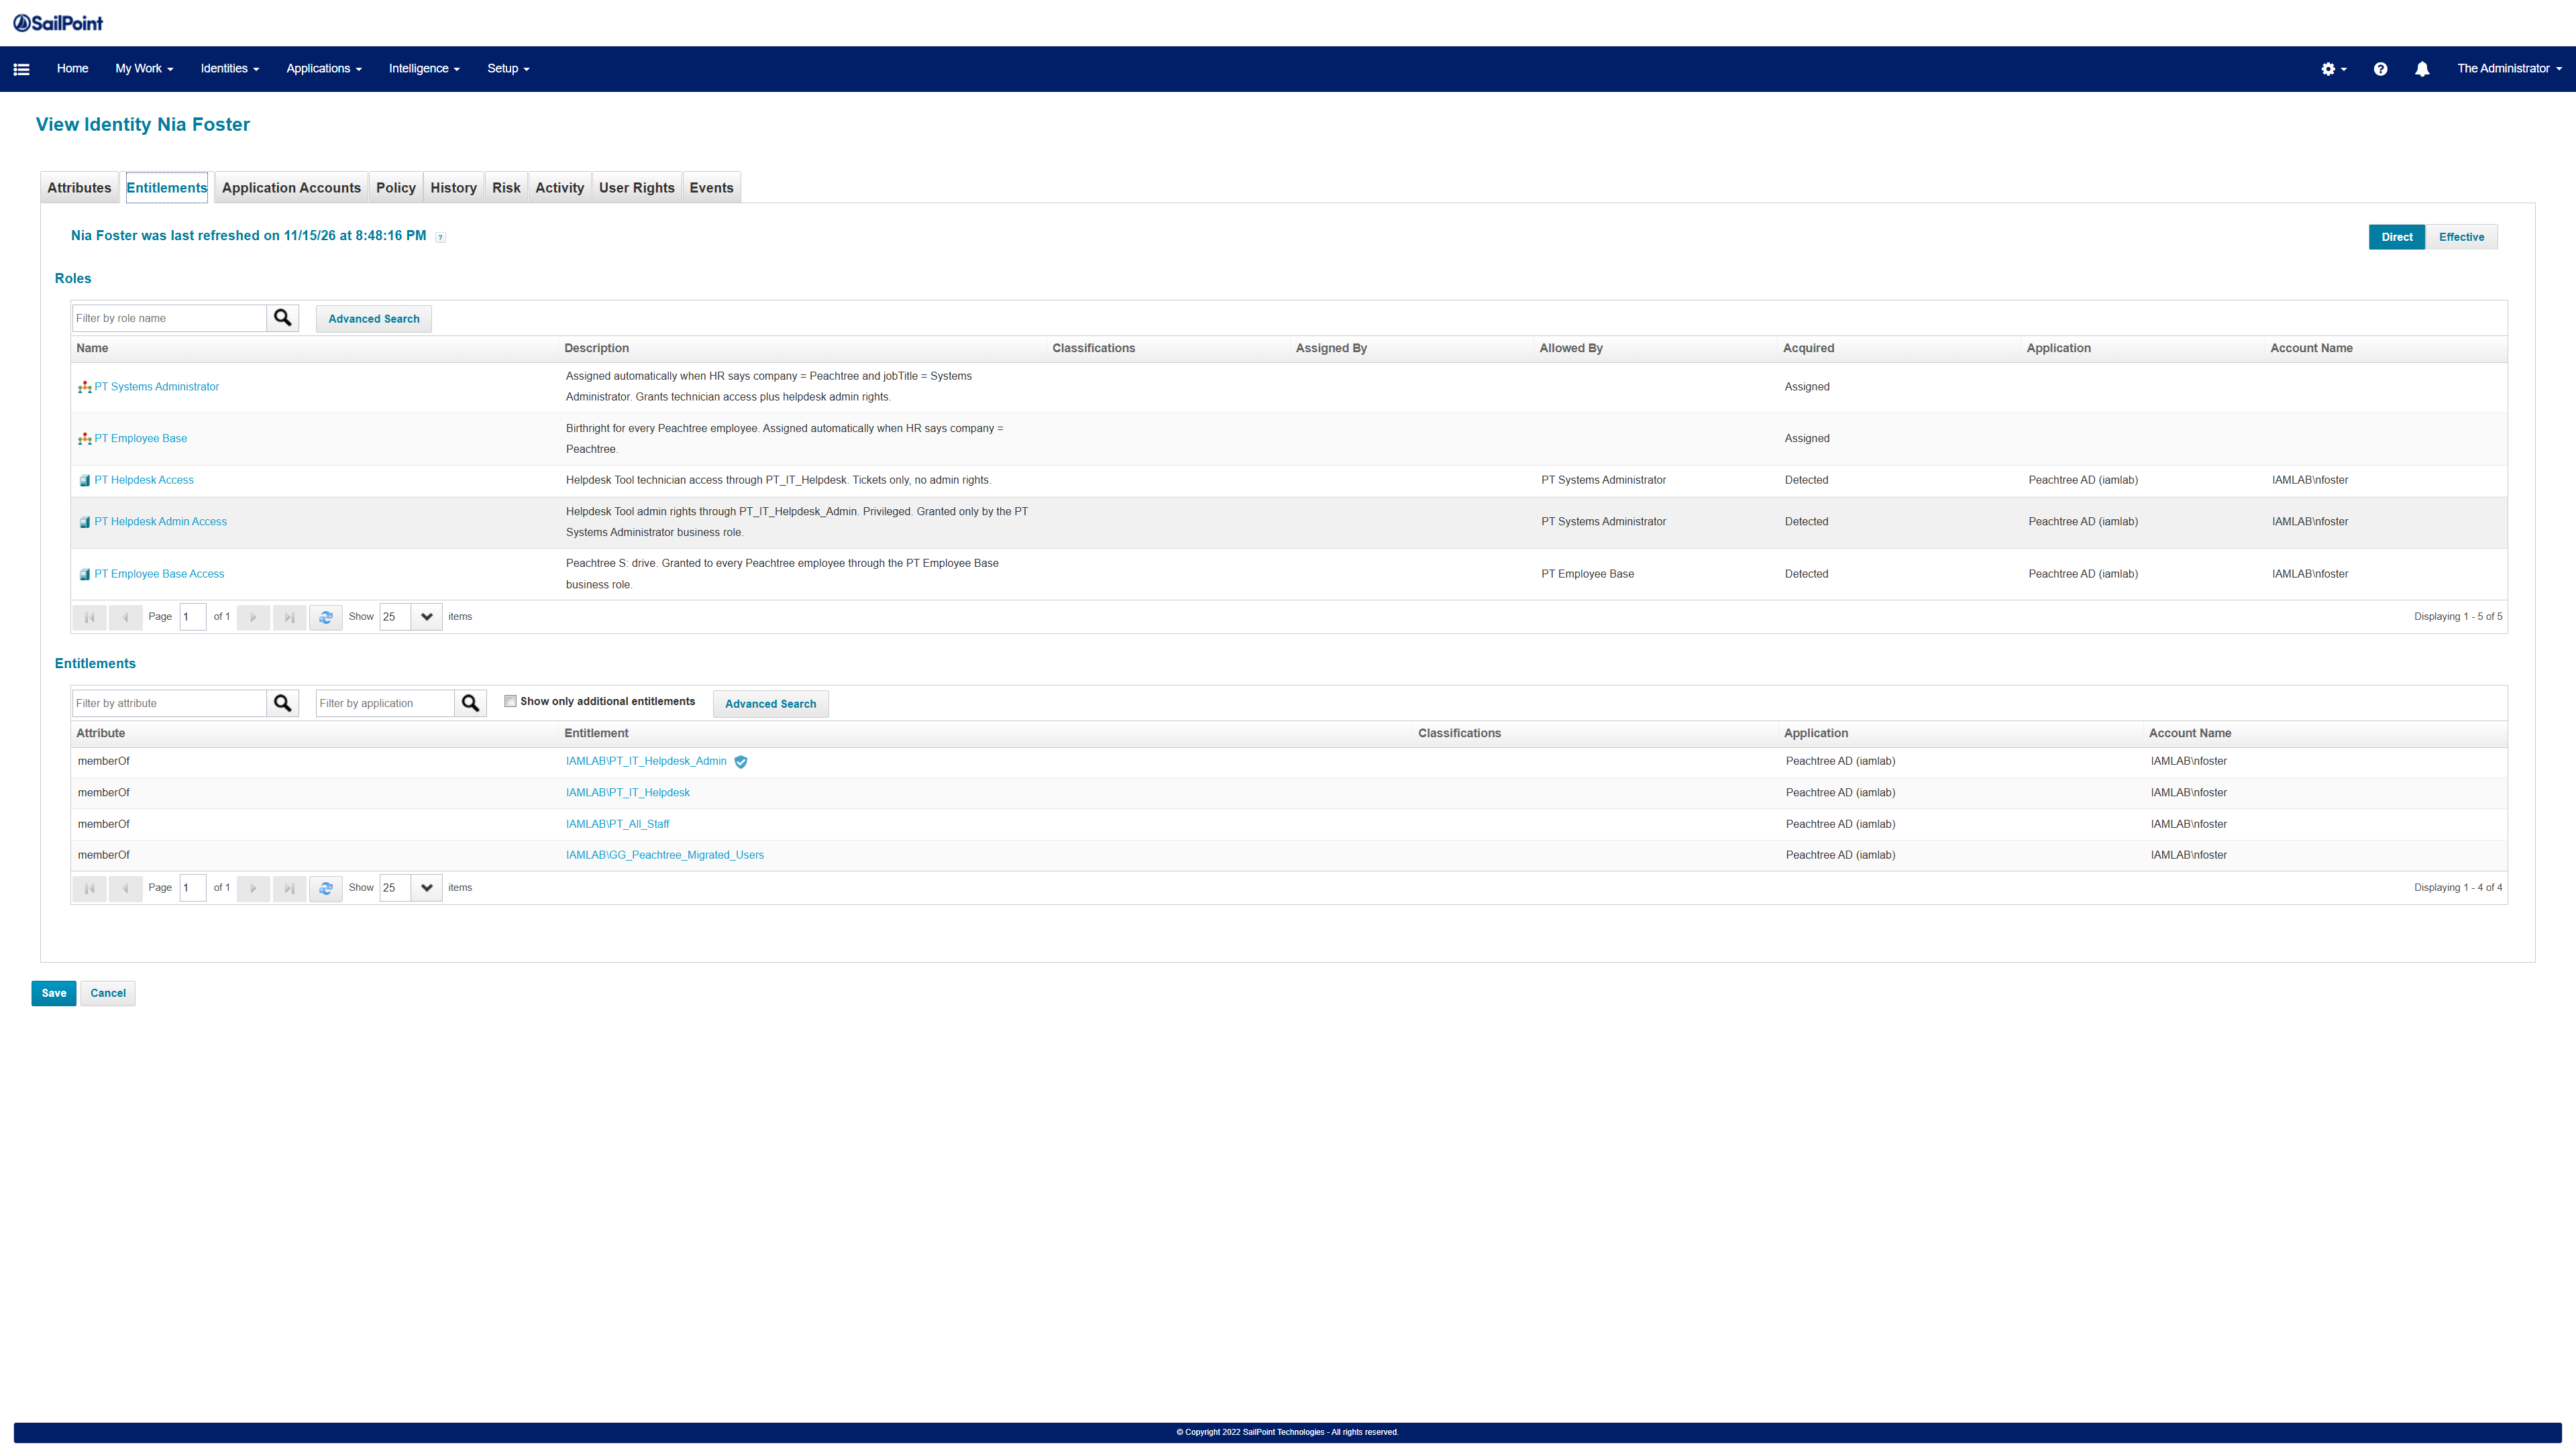 SailPoint
Home My Work Identities Applications Intelligence Setup The Administrator
View Identity Nia Foster
Attributes Entitlements Application Accounts Policy History Risk Activity User Rights Events
Nia Foster was last refreshed on 11/15/26 at 8:48:16 PM ?
Direct Effective
Roles
Filter by role name Advanced Search
Name Description Classifications Assigned By Allowed By Acquired Application Account Name
PT Systems Administrator Assigned automatically when HR says company = Peachtree and jobTitle = Systems
Administrator. Grants technician access plus helpdesk admin rights. Assigned
PT Employee Base Birthright for every Peachtree employee. Assigned automatically when HR says company =
Peachtree. Assigned
PT Helpdesk Access Helpdesk Tool technician access through PT_IT_Helpdesk. Tickets only, no admin rights. PT Systems Administrator Detected Peachtree AD (iamlab) IAMLAB\nfoster
PT Helpdesk Admin Access Helpdesk Tool admin rights through PT_IT_Helpdesk_Admin. Privileged. Granted only by the PT
Systems Administrator business role. PT Systems Administrator Detected Peachtree AD (iamlab) IAMLAB\nfoster
PT Employee Base Access Peachtree S: drive. Granted to every Peachtree employee through the PT Employee Base
business role. PT Employee Base Detected Peachtree AD (iamlab) IAMLAB\nfoster
Page 1 of 1 Show 25 items Displaying 1 - 5 of 5
Entitlements
Filter by attribute Filter by application Show only additional entitlements Advanced Search
Attribute Entitlement Classifications Application Account Name
memberOf IAMLAB\PT_IT_Helpdesk_Admin Peachtree AD (iamlab) IAMLAB\nfoster
memberOf IAMLAB\PT_IT_Helpdesk Peachtree AD (iamlab) IAMLAB\nfoster
memberOf IAMLAB\PT_All_Staff Peachtree AD (iamlab) IAMLAB\nfoster
memberOf IAMLAB\GG_Peachtree_Migrated_Users Peachtree AD (iamlab) IAMLAB\nfoster
Page 1 of 1 Show 25 items Displaying 1 - 4 of 4
Save Cancel
© Copyright 2022 SailPoint Technologies - All rights reserved.